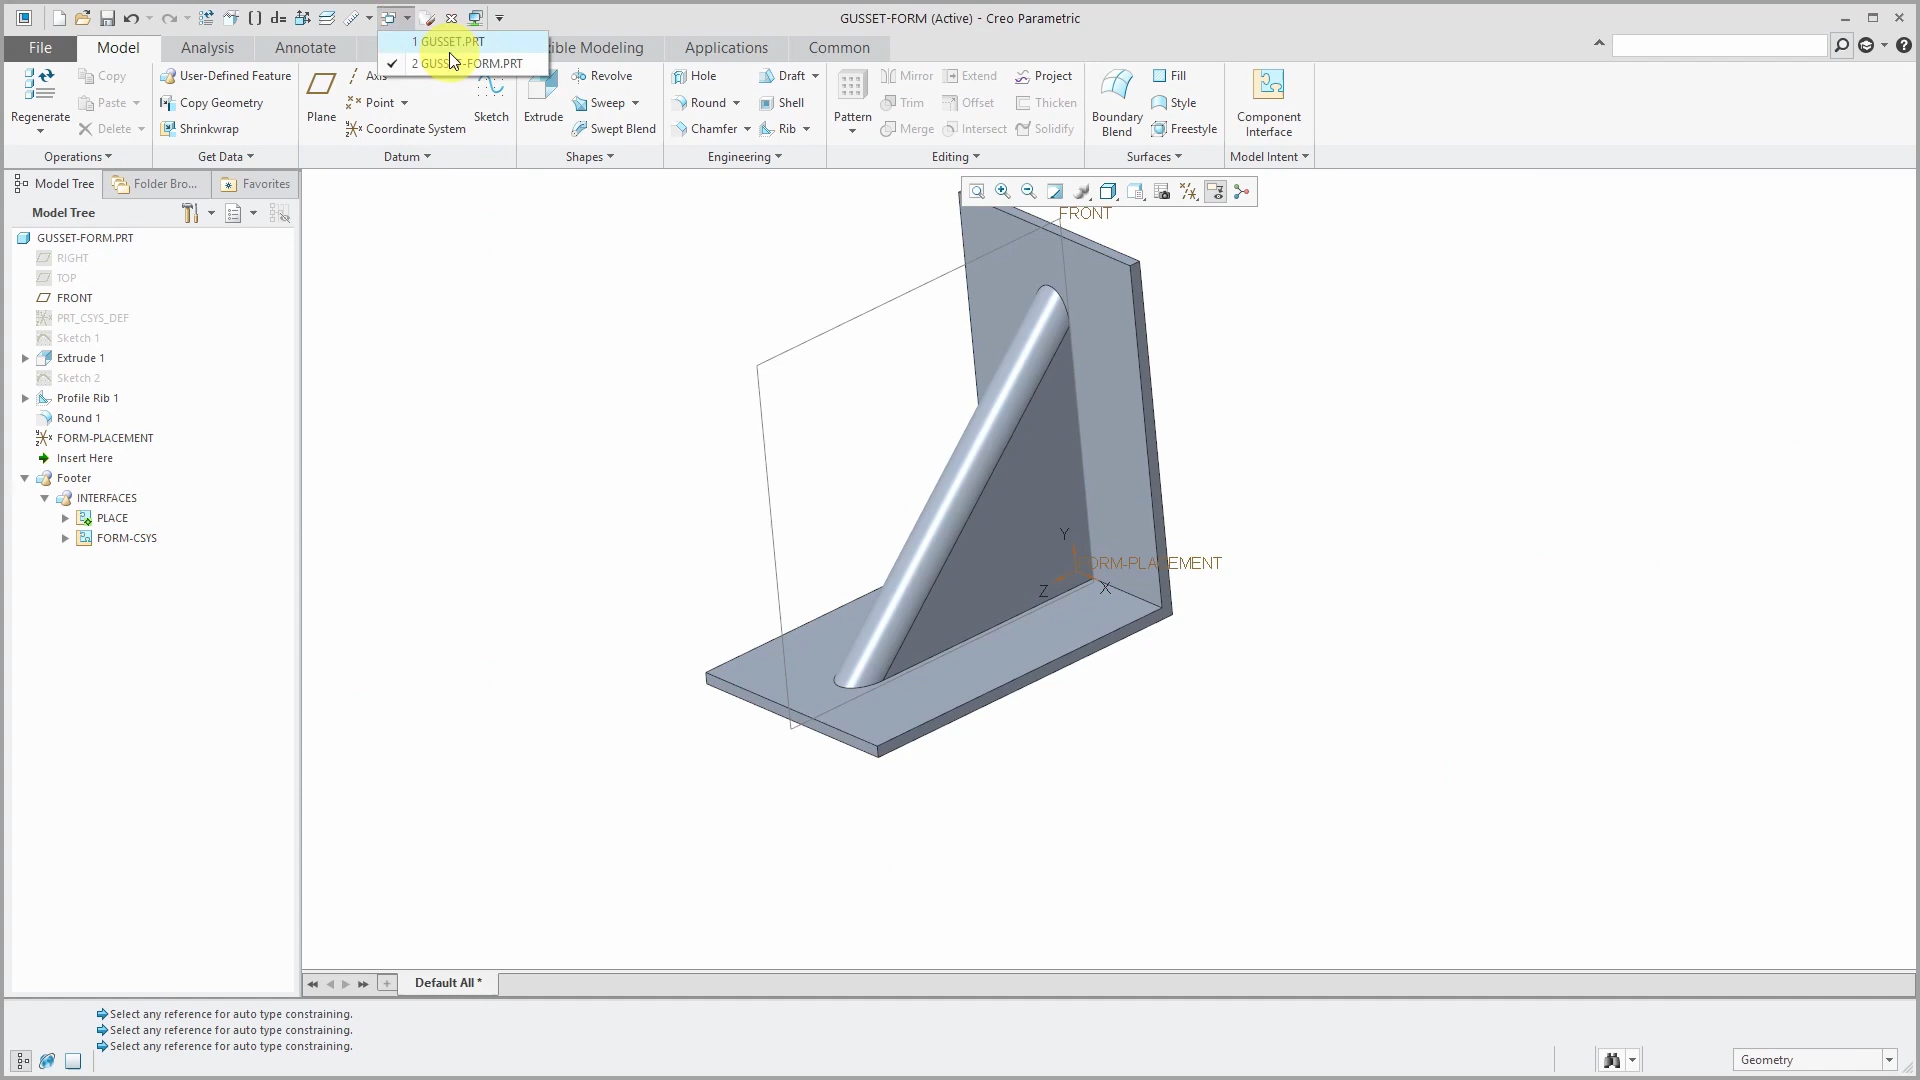 GUSSET-FORM (Active) - Creo Parametric
1 GUSSET.PRT
2 GUSSET-FORM.PRT
File
Model
Analysis
Annotate
ible Modeling
Applications
Common
Regenerate
Copy
Paste
Delete
User-Defined Feature
Copy Geometry
Shrinkwrap
Plane
Axis
Point
Coordinate System
Sketch
Extrude
Revolve
Sweep
Swept Blend
Hole
Round
Chamfer
Draft
Shell
Rib
Pattern
Mirror
Trim
Merge
Extend
Offset
Intersect
Project
Thicken
Solidify
Boundary
Blend
Fill
Style
Freestyle
Component
Interface
Operations
Get Data
Datum
Shapes
Engineering
Editing
Surfaces
Model Intent
Model Tree
Folder Bro...
Favorites
Model Tree
GUSSET-FORM.PRT
RIGHT
TOP
FRONT
PRT_CSYS_DEF
Sketch 1
Extrude 1
Sketch 2
Profile Rib 1
Round 1
FORM-PLACEMENT
Insert Here
Footer
INTERFACES
PLACE
FORM-CSYS
FRONT
Y
FORM-PLACEMENT
Z
X
Default All *
Select any reference for auto type constraining.
Select any reference for auto type constraining.
Select any reference for auto type constraining.
Geometry